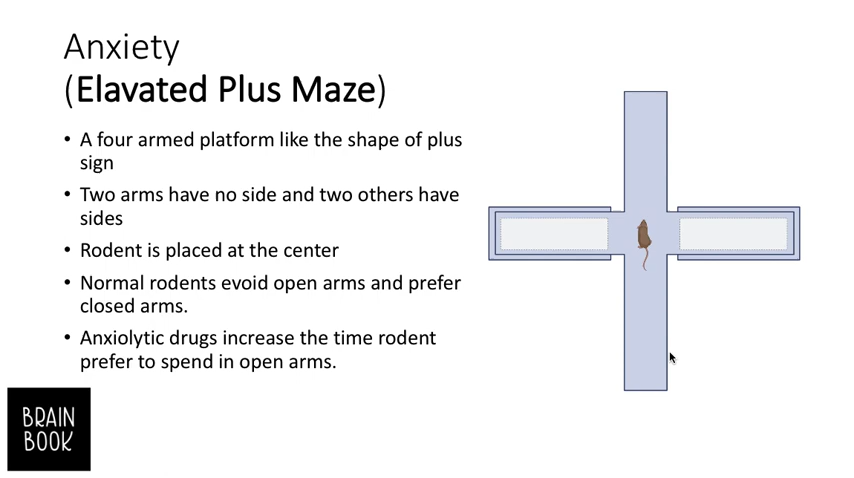 Anxiety
(Elavated Plus Maze)
• A four armed platform like the shape of plus
sign
• Two arms have no side and two others have
sides
• Rodent is placed at the center
• Normal rodents evoid open arms and prefer
closed arms.
• Anxiolytic drugs increase the time rodent
prefer to spend in open arms.
BRAIN
BOOK